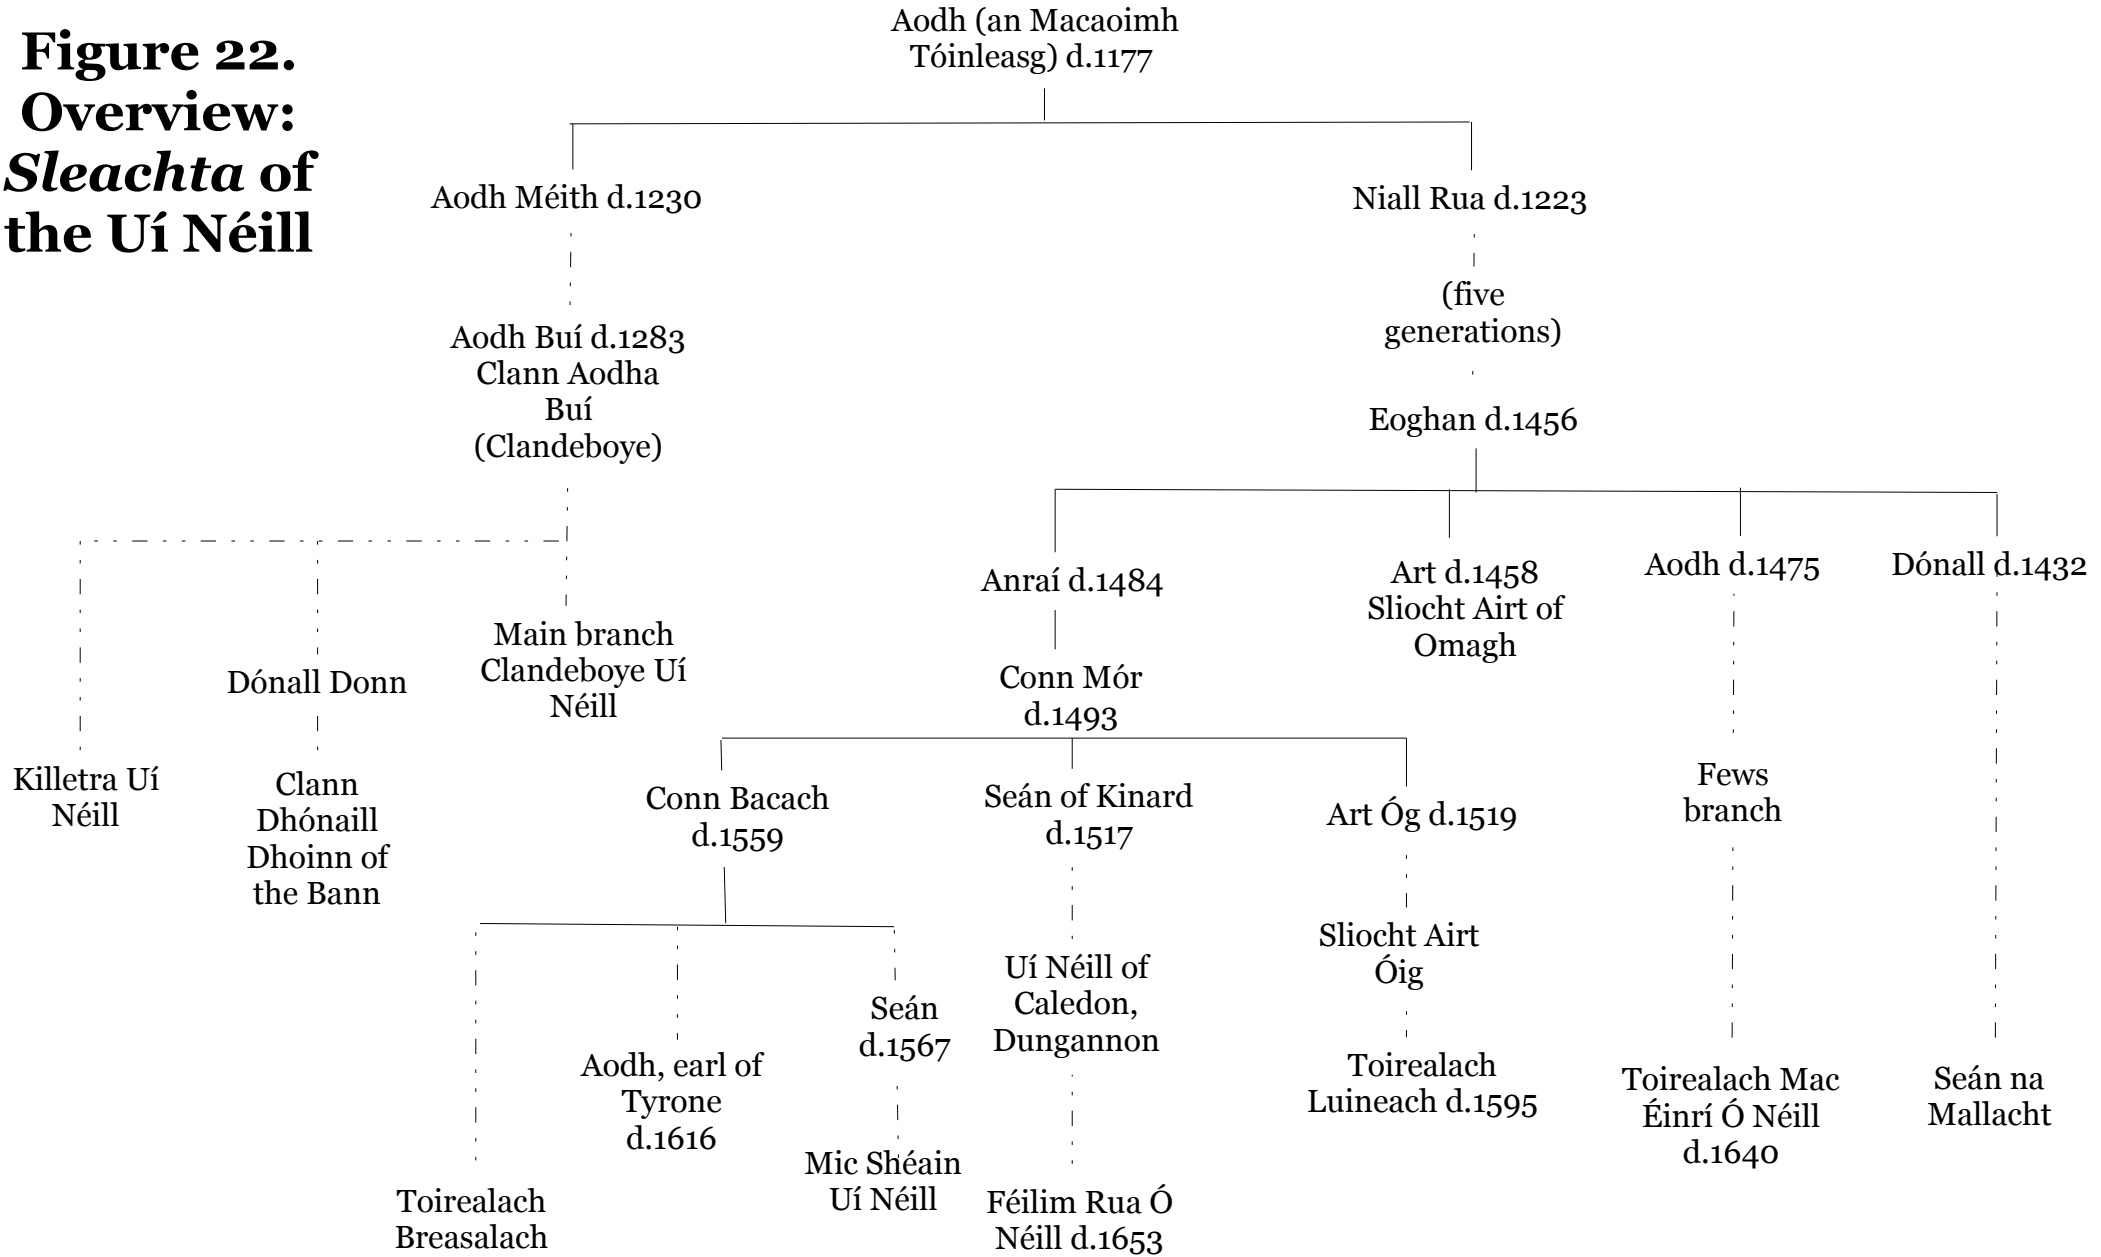 Figure 22.
Overview:
Sleachta of
the Uí Néill
Aodh (an Macaoimh
Tóinleasg) d.1177
Aodh Méith d.1230
Niall Rua d.1223
(five
generations)
Aodh Buí d.1283
Clann Aodha
Buí
(Clandeboye)
Eoghan d.1456
Anraí d.1484
Art d.1458
Sliocht Airt of
Omagh
Aodh d.1475
Dónall d.1432
Main branch
Clandeboye Uí
Néill
Dónall Donn
Conn Mór
d.1493
Killetra Uí
Néill
Clann
Dhónaill
Dhoinn of
the Bann
Conn Bacach
d.1559
Seán of Kinard
d.1517
Art Óg d.1519
Fews
branch
Sliocht Airt
Óig
Uí Néill of
Caledon,
Dungannon
Seán
d.1567
Aodh, earl of
Tyrone
d.1616
Toirealach
Luineach d.1595
Toirealach Mac
Éinrí Ó Néill
d.1640
Seán na
Mallacht
Mic Shéain
Uí Néill
Toirealach
Breasalach
Féilim Rua Ó
Néill d.1653